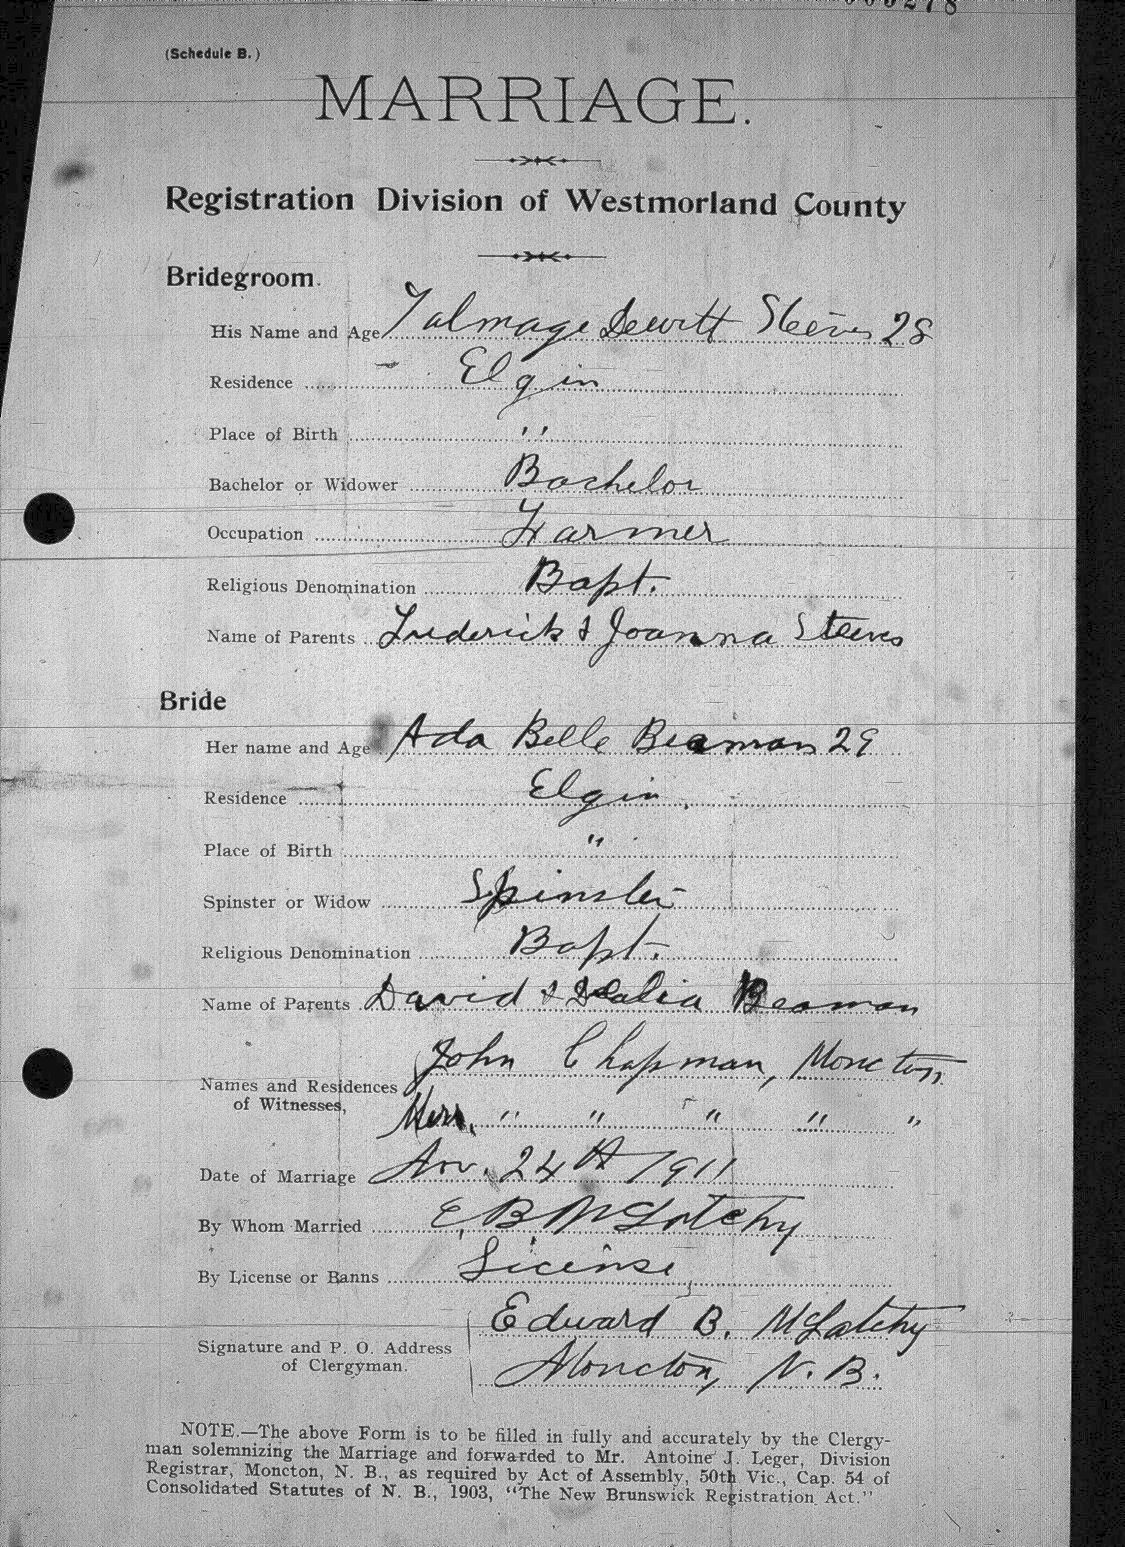 (Schedule B.)
MARRIAGE.
Registration Division of Westmorland County
Bridegroom.
His Name and Age Talmage Dewitt Steeves 28
Residence Elgin
Place of Birth "
Bachelor or Widower Bachelor
Occupation Farmer
Religious Denomination Bapt.
Name of Parents Frederick & Joanna Steeves
Bride
Her name and Age Ada Belle Beaman 29
Residence Elgin
Place of Birth "
Spinster or Widow Spinster
Religious Denomination Bapt.
Name of Parents David & Beaman
John Chapman, Moncton
Names and Residences
of Witnesses,
Mrs. " " " " "
Date of Marriage Nov. 24th 1911
By Whom Married E. B. McLatchy
By License or Banns License
Edward B. McLatchy
Signature and P. O. Address
of Clergyman.
Moncton, N. B.
NOTE.—The above Form is to be filled in fully and accurately by the Clergy-
man solemnizing the Marriage and forwarded to Mr. Antoine J. Leger, Division
Registrar, Moncton, N. B., as required by Act of Assembly, 50th Vic., Cap. 54 of
Consolidated Statutes of N. B., 1903, "The New Brunswick Registration Act."